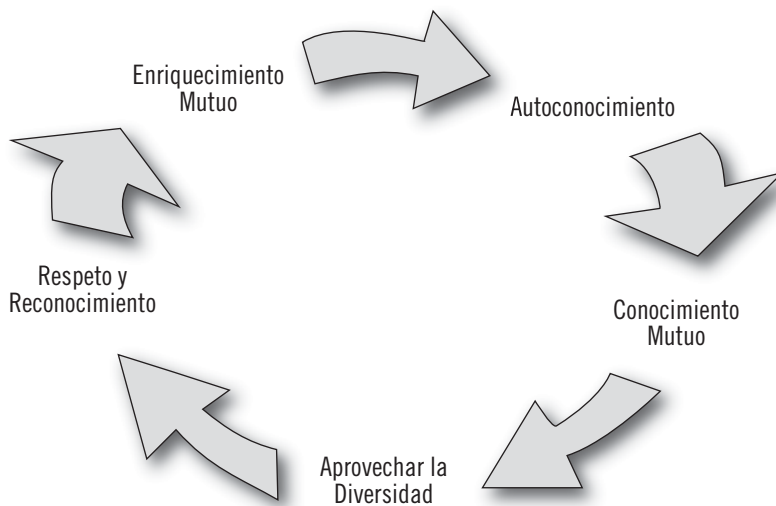 Enriquecimiento
Mutuo
Autoconocimiento
Conocimiento
Mutuo
Aprovechar la
Diversidad
Respeto y
Reconocimiento